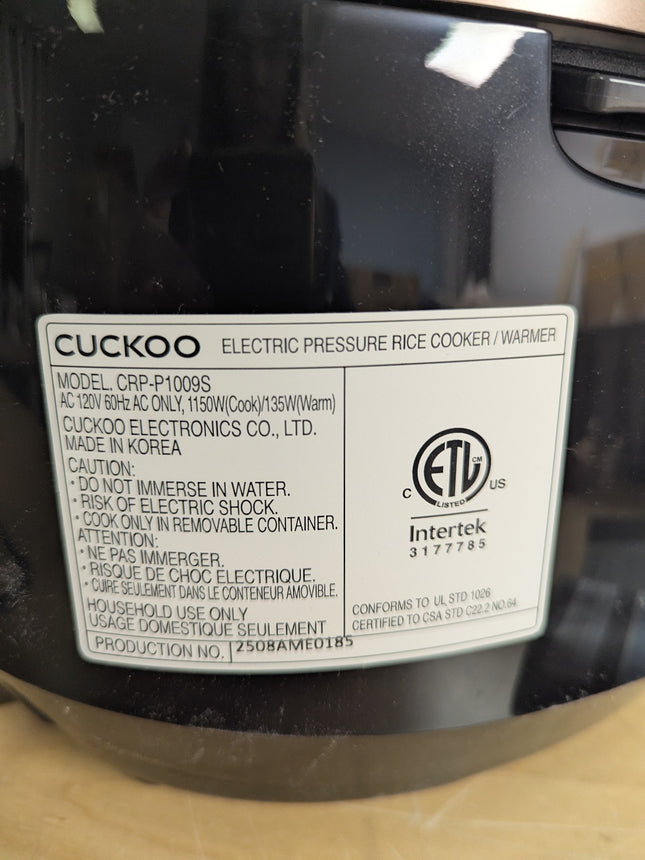 CUCKOO ELECTRIC PRESSURE RICE COOKER / WARMER
MODEL. CRP-P1009S
AC 120V 60Hz AC ONLY, 1150W(Cook)/135W(Warm)
CUCKOO ELECTRONICS CO., LTD.
MADE IN KOREA
CAUTION:
• DO NOT IMMERSE IN WATER.
• RISK OF ELECTRIC SHOCK.
• COOK ONLY IN REMOVABLE CONTAINER.
ATTENTION:
• NE PAS IMMERGER.
• RISQUE DE CHOC ELECTRIQUE.
• CUIRE SEULEMENT DANS LE CONTENEUR AMOVIBLE.
HOUSEHOLD USE ONLY
USAGE DOMESTIQUE SEULEMENT
PRODUCTION NO. 2508AME0185
ETL CM
C LISTED US
Intertek
3177785
CONFORMS TO UL STD 1026
CERTIFIED TO CSA STD C22.2 NO.64